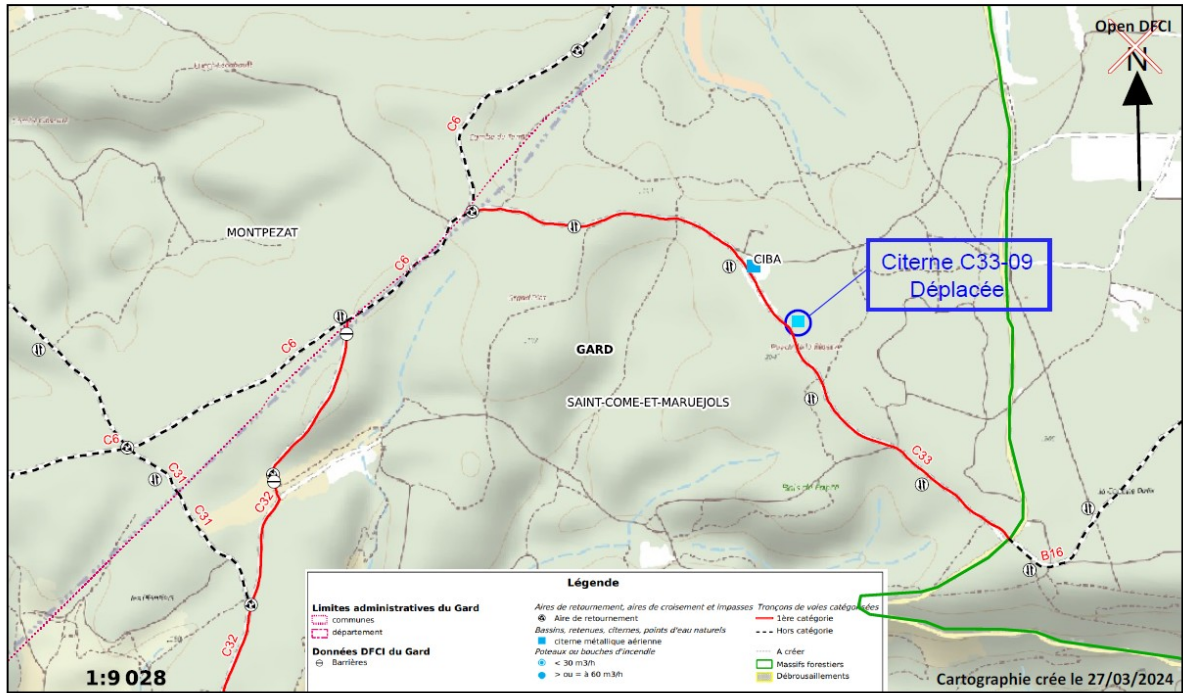 Open DFCI
N
C6
MONTPEZAT
C6
CIBA
Citerne C33-09
Déplacée
C6
GARD
SAINT-COME-ET-MARUEJOLS
C6
C31
C33
C32
C31
B16
C32
Légende
Limites administratives du Gard
communes
département
Données DFCI du Gard
Barrières
Aires de retournement, aires de croisement et impasses
Aire de retournement
Bassins, retenues, citernes, points d'eau naturels
citerne métallique aérienne
Poteaux ou bouches d'incendie
< 30 m3/h
> ou = à 60 m3/h
Tronçons de voies catégorisées
1ère catégorie
Hors catégorie
A créer
Massifs forestiers
Débroussaillements
1:9 028
Cartographie crée le 27/03/2024